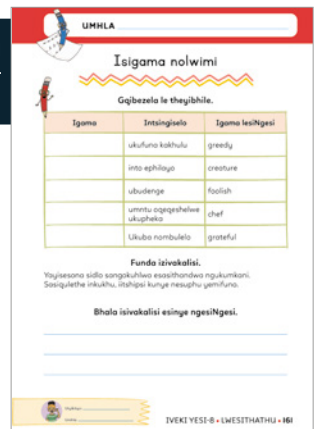 UMHLA
Isigama nolwimi
Gqibezela le theyibhile.
Igama Intsingiselo Igama lesiNgesi
ukufuna kakhulu greedy
into ephilayo creature
ubudenge foolish
umntu oqeqeshelwe ukupheka chef
Ukuba nombulelo grateful
Funda izivakalisi.
Yayisesona sidlo sangokuhlwa esasithandwa ngukumkani.
Sasiqulethe inkukhu, iitshipsi kunye nesuphu yemifuno.
Bhala isivakalisi esinye ngesiNgesi.
IVEKI YESI-8 • LWESITHATHU • 161